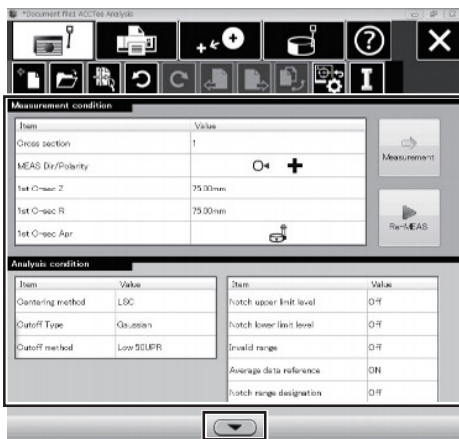 *Document file1 ACCTee Analysis
Measurement condition
Item Value
Cross section 1
MEAS Dir/Polarity
1st C-sec Z 75.00mm
1st C-sec R 75.00mm
1st C-sec Apr
Measurement
Re-MEAS
Analysis condition
Item Value
Centering method LSC
Cutoff Type Gaussian
Cutoff method Low 50UPR
Item Value
Notch upper limit level Off
Notch lower limit level Off
Invalid range Off
Average data reference ON
Notch range designation Off